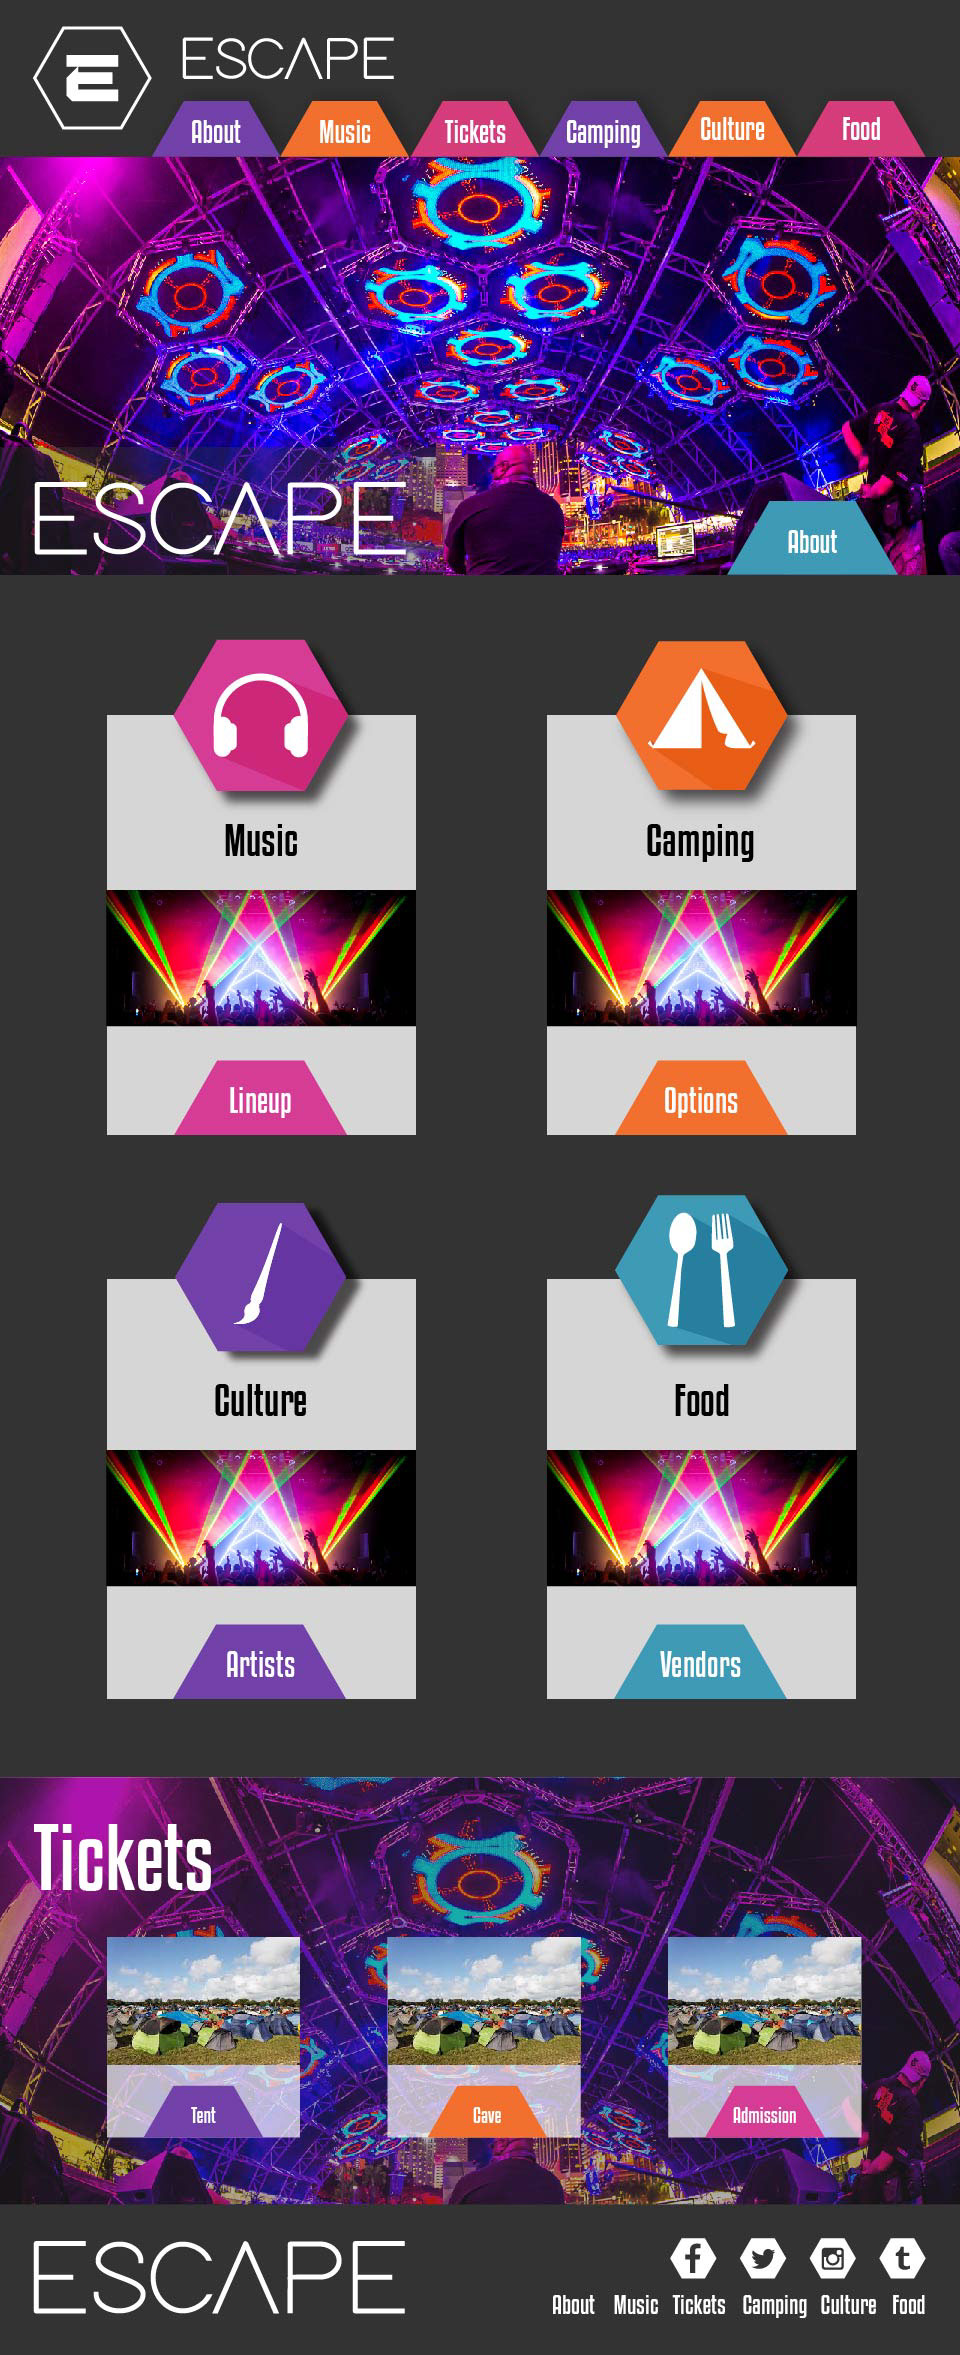 E
ESCAPE
About Music Tickets Camping Culture Food
ESCAPE
About
Music Camping
Lineup Options
Culture Food
Artists Vendors
Tickets
Tent Cave Admission
ESCAPE
f t
About Music Tickets Camping Culture Food